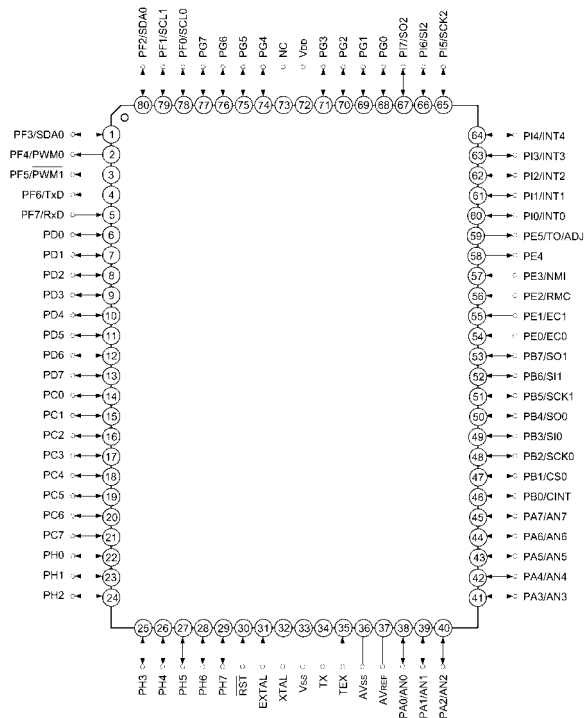 PF2/SDA0
PF1/SCL1
PF0/SCL0
PG7
PG6
PG5
PG4
NC
VDD
PG3
PG2
PG1
PG0
PI7/SO2
PI6/SI2
PI5/SCK2
80 79 78 77 76 75 74 73 72 71 70 69 68 67 66 65
PF3/SDA0 1
PF4/PWM0 2
PF5/PWM1 3
PF6/TxD 4
PF7/RxD 5
PD0 6
PD1 7
PD2 8
PD3 9
PD4 10
PD5 11
PD6 12
PD7 13
PC0 14
PC1 15
PC2 16
PC3 17
PC4 18
PC5 19
PC6 20
PC7 21
PH0 22
PH1 23
PH2 24
64 PI4/INT4
63 PI3/INT3
62 PI2/INT2
61 PI1/INT1
60 PI0/INT0
59 PE5/TO/ADJ
58 PE4
57 PE3/NMI
56 PE2/RMC
55 PE1/EC1
54 PE0/EC0
53 PB7/SO1
52 PB6/SI1
51 PB5/SCK1
50 PB4/SO0
49 PB3/SI0
48 PB2/SCK0
47 PB1/CS0
46 PB0/CINT
45 PA7/AN7
44 PA6/AN6
43 PA5/AN5
42 PA4/AN4
41 PA3/AN3
25 26 27 28 29 30 31 32 33 34 35 36 37 38 39 40
PH3
PH4
PH5
PH6
PH7
RST
EXTAL
XTAL
VSS
TX
TEX
AVSS
AVREF
PA0/AN0
PA1/AN1
PA2/AN2